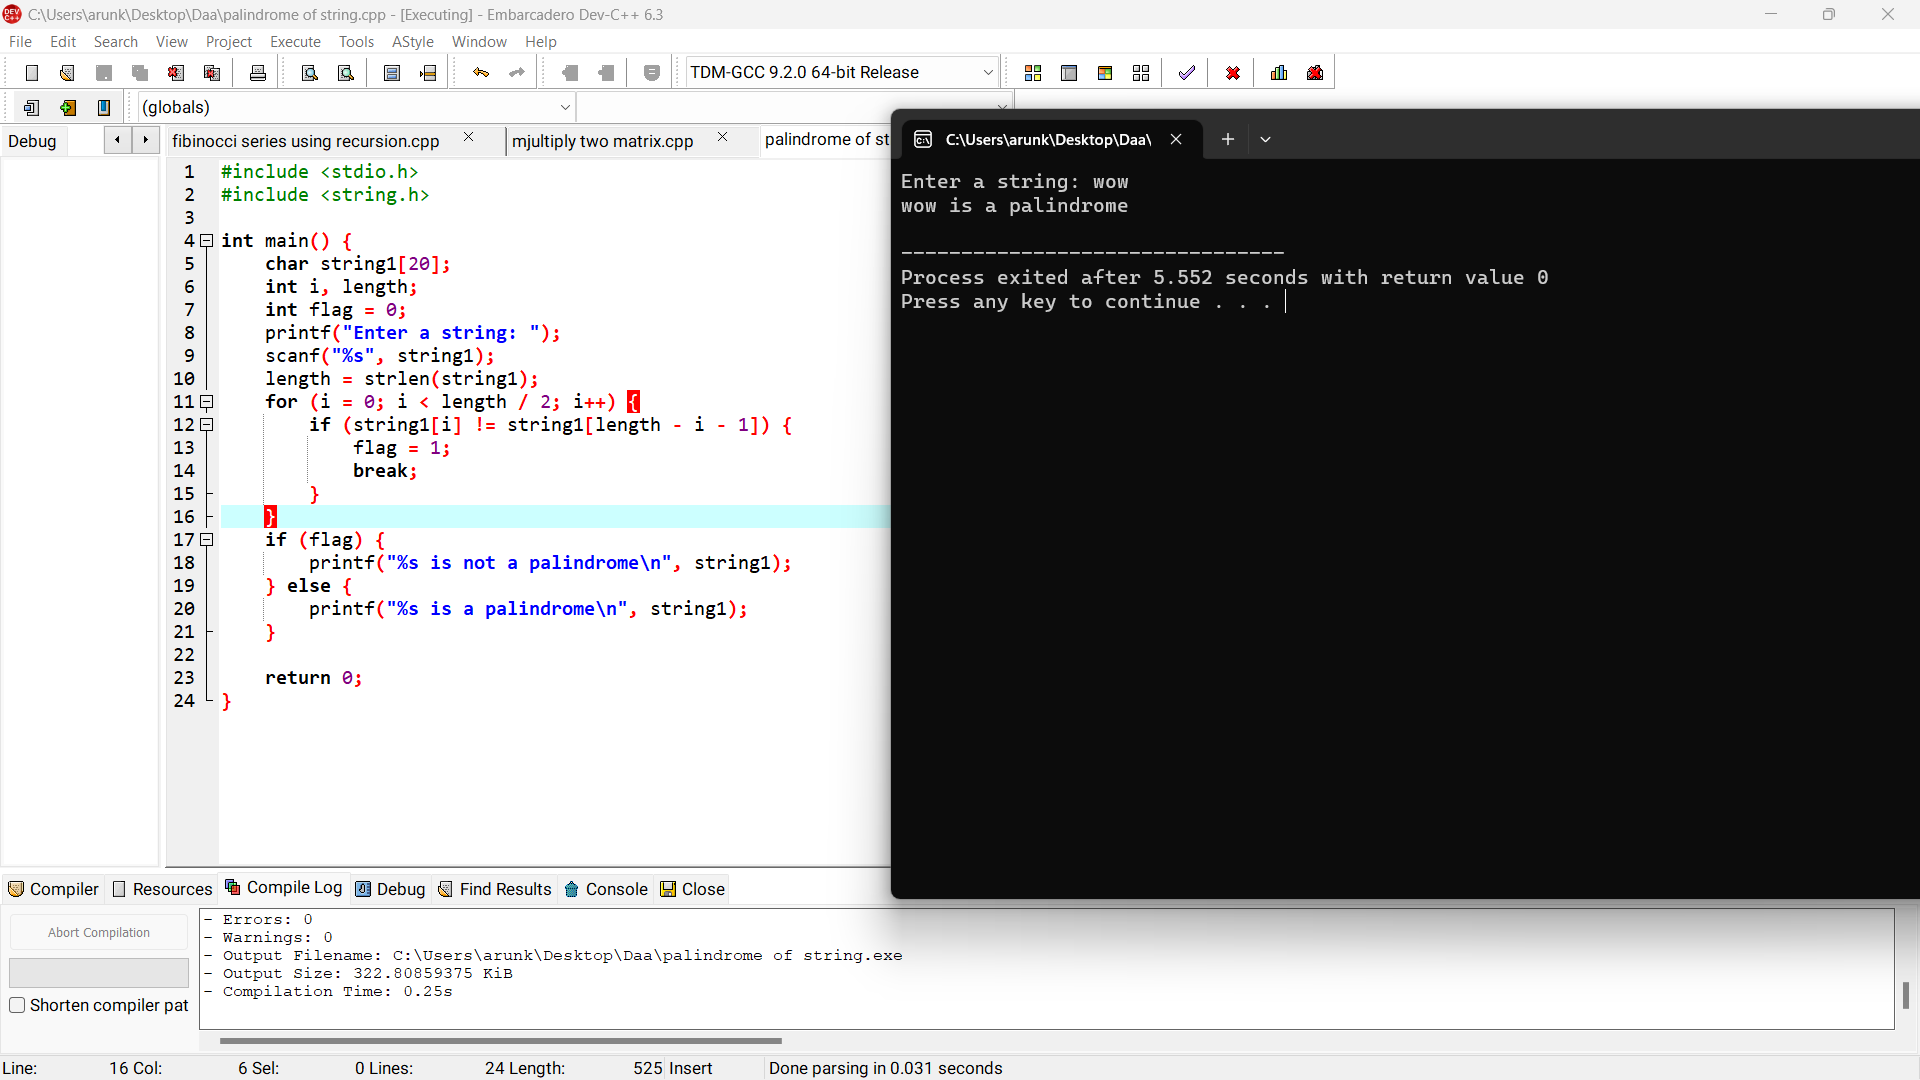 C:\Users\arunk\Desktop\Daa\palindrome of string.cpp - [Executing] - Embarcadero Dev-C++ 6.3
File Edit Search View Project Execute Tools AStyle Window Help
TDM-GCC 9.2.0 64-bit Release
(globals)
Debug
fibinocci series using recursion.cpp
mjultiply two matrix.cpp
palindrome of st
1 #include <stdio.h>
2 #include <string.h>
3
4 int main() {
5 char string1[20];
6 int i, length;
7 int flag = 0;
8 printf("Enter a string: ");
9 scanf("%s", string1);
10 length = strlen(string1);
11 for (i = 0; i < length / 2; i++) {
12 if (string1[i] != string1[length - i - 1]) {
13 flag = 1;
14 break;
15 }
16 }
17 if (flag) {
18 printf("%s is not a palindrome\n", string1);
19 } else {
20 printf("%s is a palindrome\n", string1);
21 }
22
23 return 0;
24 }
C:\Users\arunk\Desktop\Daa\
Enter a string: wow
wow is a palindrome
--------------------------------
Process exited after 5.552 seconds with return value 0
Press any key to continue . . .
Compiler Resources Compile Log Debug Find Results Console Close
Abort Compilation
Shorten compiler pat
- Errors: 0
- Warnings: 0
- Output Filename: C:\Users\arunk\Desktop\Daa\palindrome of string.exe
- Output Size: 322.80859375 KiB
- Compilation Time: 0.25s
Line: 16 Col: 6 Sel: 0 Lines: 24 Length: 525 Insert Done parsing in 0.031 seconds